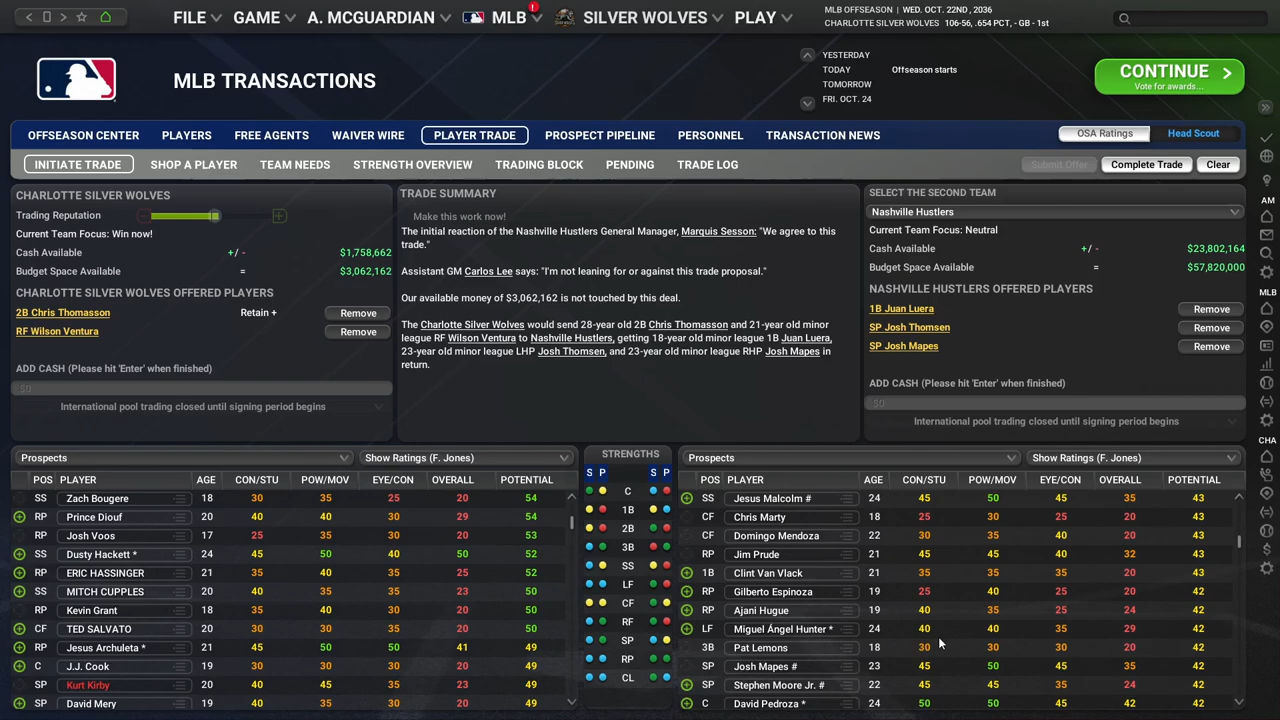 FILE GAME A. MCGUARDIAN MLB ! SILVER WOLVES PLAY
MLB OFFSEASON | WED. OCT. 22ND, 2036
CHARLOTTE SILVER WOLVES 106-56, .654 PCT, - GB - 1st
MLB TRANSACTIONS
YESTERDAY
TODAY Offseason starts
TOMORROW
FRI. OCT. 24
CONTINUE
Vote for awards...
OFFSEASON CENTER PLAYERS FREE AGENTS WAIVER WIRE PLAYER TRADE PROSPECT PIPELINE PERSONNEL TRANSACTION NEWS OSA Ratings Head Scout
INITIATE TRADE SHOP A PLAYER TEAM NEEDS STRENGTH OVERVIEW TRADING BLOCK PENDING TRADE LOG Submit Offer Complete Trade Clear
CHARLOTTE SILVER WOLVES
Trading Reputation
Current Team Focus: Win now!
Cash Available +/ - $1,758,662
Budget Space Available = $3,062,162
CHARLOTTE SILVER WOLVES OFFERED PLAYERS
2B Chris Thomasson Retain + Remove
RF Wilson Ventura Remove
ADD CASH (Please hit 'Enter' when finished)
$0
International pool trading closed until signing period begins
TRADE SUMMARY
Make this work now!
The initial reaction of the Nashville Hustlers General Manager, Marquis Sesson: "We agree to this
trade."
Assistant GM Carlos Lee says: "I'm not leaning for or against this trade proposal."
Our available money of $3,062,162 is not touched by this deal.
The Charlotte Silver Wolves would send 28-year old 2B Chris Thomasson and 21-year old minor
league RF Wilson Ventura to Nashville Hustlers, getting 18-year old minor league 1B Juan Luera,
23-year old minor league LHP Josh Thomsen, and 23-year old minor league RHP Josh Mapes in
return.
SELECT THE SECOND TEAM
Nashville Hustlers
Current Team Focus: Neutral
Cash Available +/ - $23,802,164
Budget Space Available = $57,820,000
NASHVILLE HUSTLERS OFFERED PLAYERS
1B Juan Luera Remove
SP Josh Thomsen Remove
SP Josh Mapes Remove
ADD CASH (Please hit 'Enter' when finished)
$0
International pool trading closed until signing period begins
Prospects Show Ratings (F. Jones)
POS PLAYER AGE CON/STU POW/MOV EYE/CON OVERALL POTENTIAL
SS Zach Bougere 18 30 35 25 20 54
RP Prince Diouf 20 40 40 30 29 54
RP Josh Voos 17 25 35 30 20 53
SS Dusty Hackett * 24 45 50 40 50 52
RP ERIC HASSINGER 21 35 40 35 25 52
SS MITCH CUPPLES 20 35 35 35 23 50
RP Kevin Grant 18 35 40 30 20 50
CF TED SALVATO 20 30 30 35 20 50
RP Jesus Archuleta * 21 45 50 50 41 49
C J.J. Cook 19 30 40 30 20 49
SP Kurt Kirby 20 40 45 35 23 49
SP David Mery 19 40 35 30 20 49
STRENGTHS
S P S P
C
1B
2B
3B
SS
LF
CF
RF
SP
RP
CL
Prospects Show Ratings (F. Jones)
POS PLAYER AGE CON/STU POW/MOV EYE/CON OVERALL POTENTIAL
SS Jesus Malcolm # 24 45 50 45 35 43
CF Chris Marty 18 25 30 25 20 43
CF Domingo Mendoza 22 30 35 40 20 43
RP Jim Prude 21 45 45 40 32 43
1B Clint Van Vlack 21 35 35 40 20 43
RP Gilberto Espinoza 19 25 40 25 20 42
RP Ajani Hugue 19 40 35 25 24 42
LF Miguel Ángel Hunter * 24 40 40 35 29 42
3B Pat Lemons 18 30 30 30 20 42
SP Josh Mapes # 23 45 50 45 35 42
SP Stephen Moore Jr. # 22 45 45 35 24 42
C David Pedroza * 24 50 50 45 42 42
AM
MLB
CHA